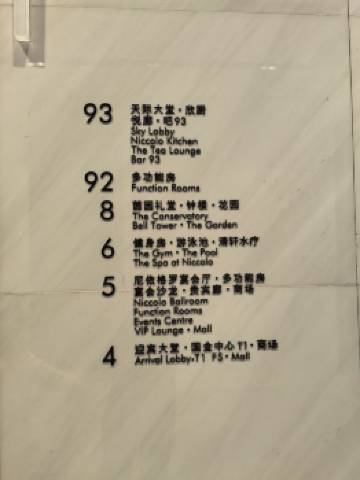 93 天际大堂·欣厨
悦廊·吧93
Sky Lobby
Niccolo Kitchen
The Tea Lounge
Bar 93
92 多功能房
Function Rooms
8 茵园礼堂·钟楼·花园
The Conservatory
Bell Tower·The Garden
6 健身房·游泳池·清轩水疗
The Gym·The Pool
The Spa at Niccolo
5 尼依格罗宴会厅·多功能房
宴会沙龙·贵宾廊·商场
Niccolo Ballroom
Function Rooms
Events Centre
VIP Lounge·Mall
4 迎宾大堂·国金中心 T1·商场
Arrival Lobby·T1 FS·Mall